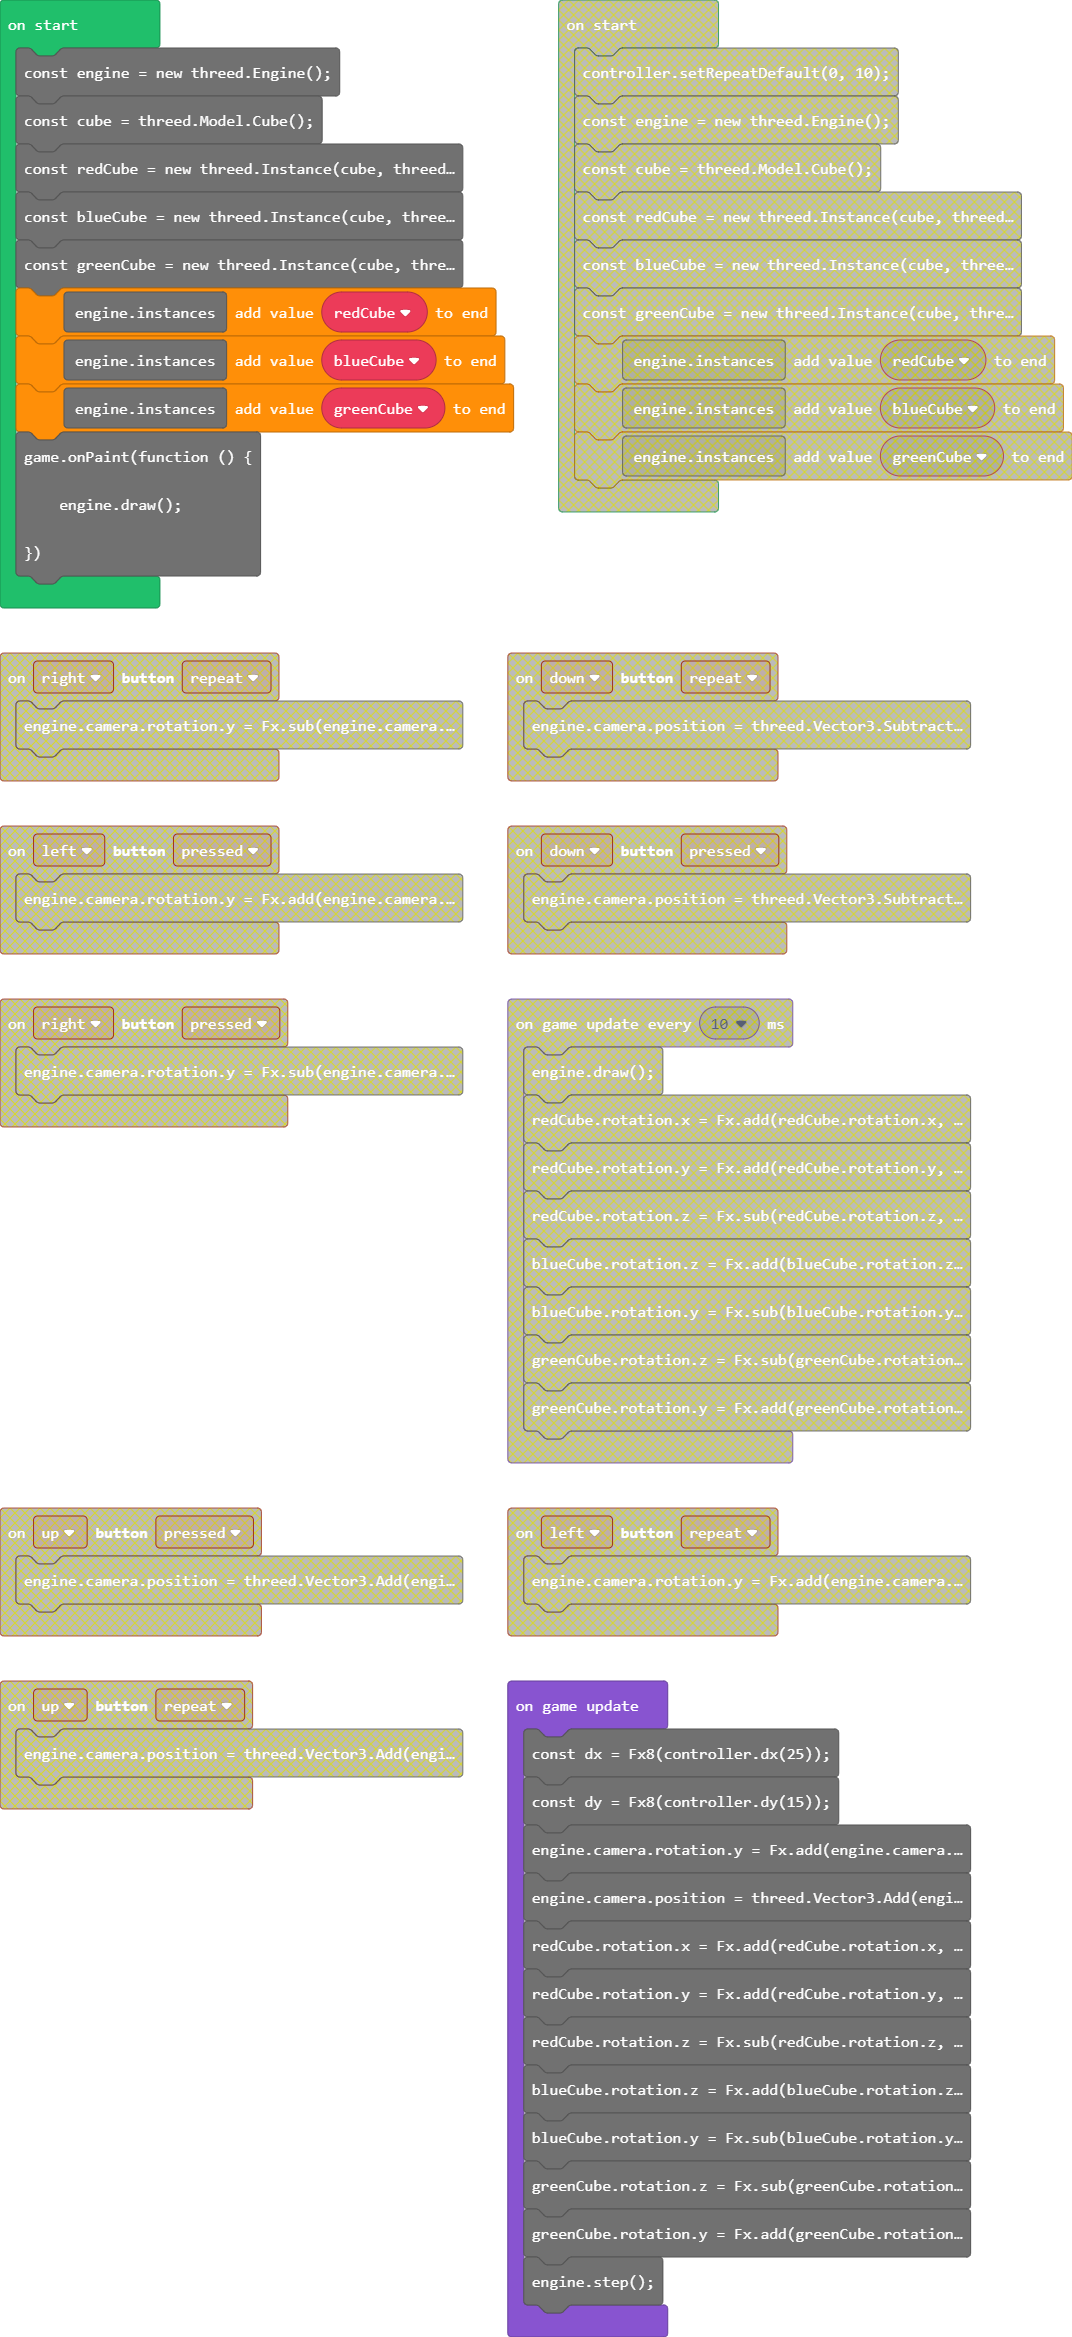 on start
const engine = new threed.Engine();
const cube = threed.Model.Cube();
const redCube = new threed.Instance(cube, threed…
const blueCube = new threed.Instance(cube, three…
const greenCube = new threed.Instance(cube, thre…
engine.instances add value redCube to end
engine.instances add value blueCube to end
engine.instances add value greenCube to end
game.onPaint(function () {
engine.draw();
})
on start
controller.setRepeatDefault(0, 10);
const engine = new threed.Engine();
const cube = threed.Model.Cube();
const redCube = new threed.Instance(cube, threed…
const blueCube = new threed.Instance(cube, three…
const greenCube = new threed.Instance(cube, thre…
engine.instances add value redCube to end
engine.instances add value blueCube to end
engine.instances add value greenCube to end
on right button repeat
engine.camera.rotation.y = Fx.sub(engine.camera.…
on down button repeat
engine.camera.position = threed.Vector3.Subtract…
on left button pressed
engine.camera.rotation.y = Fx.add(engine.camera.…
on down button pressed
engine.camera.position = threed.Vector3.Subtract…
on right button pressed
engine.camera.rotation.y = Fx.sub(engine.camera.…
on game update every 10 ms
engine.draw();
redCube.rotation.x = Fx.add(redCube.rotation.x, …
redCube.rotation.y = Fx.add(redCube.rotation.y, …
redCube.rotation.z = Fx.sub(redCube.rotation.z, …
blueCube.rotation.z = Fx.add(blueCube.rotation.z…
blueCube.rotation.y = Fx.sub(blueCube.rotation.y…
greenCube.rotation.z = Fx.sub(greenCube.rotation…
greenCube.rotation.y = Fx.add(greenCube.rotation…
on up button pressed
engine.camera.position = threed.Vector3.Add(engi…
on left button repeat
engine.camera.rotation.y = Fx.add(engine.camera.…
on up button repeat
engine.camera.position = threed.Vector3.Add(engi…
on game update
const dx = Fx8(controller.dx(25));
const dy = Fx8(controller.dy(15));
engine.camera.rotation.y = Fx.add(engine.camera.…
engine.camera.position = threed.Vector3.Add(engi…
redCube.rotation.x = Fx.add(redCube.rotation.x, …
redCube.rotation.y = Fx.add(redCube.rotation.y, …
redCube.rotation.z = Fx.sub(redCube.rotation.z, …
blueCube.rotation.z = Fx.add(blueCube.rotation.z…
blueCube.rotation.y = Fx.sub(blueCube.rotation.y…
greenCube.rotation.z = Fx.sub(greenCube.rotation…
greenCube.rotation.y = Fx.add(greenCube.rotation…
engine.step();